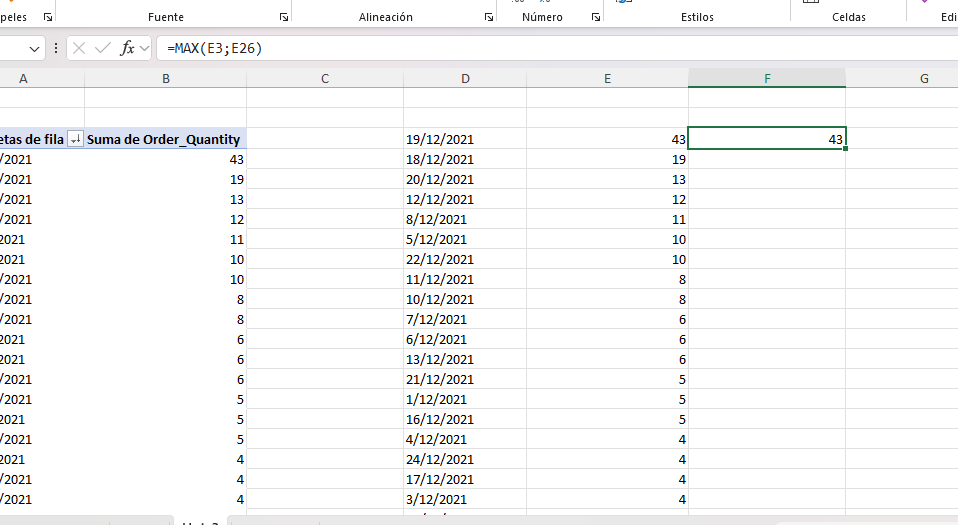 peles Fuente Alineación Número Estilos Celdas Edi
fx =MAX(E3;E26)
A B C D E F G
etas de fila Suma de Order_Quantity 19/12/2021 43 43
/2021 43 18/12/2021 19
/2021 19 20/12/2021 13
/2021 13 12/12/2021 12
/2021 12 8/12/2021 11
2021 11 5/12/2021 10
2021 10 22/12/2021 10
/2021 10 11/12/2021 8
/2021 8 10/12/2021 8
/2021 8 7/12/2021 6
2021 6 6/12/2021 6
2021 6 13/12/2021 6
/2021 6 21/12/2021 5
/2021 5 1/12/2021 5
2021 5 16/12/2021 5
/2021 5 4/12/2021 4
2021 4 24/12/2021 4
/2021 4 17/12/2021 4
/2021 4 3/12/2021 4